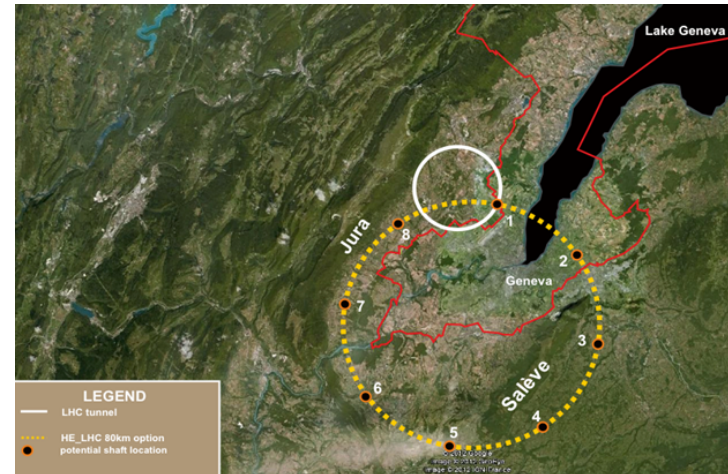 Lake Geneva
1
8
Jura
2
Geneva
7
3
Salève
6
4
5
LEGEND
LHC tunnel
HE_LHC 80km option
potential shaft location